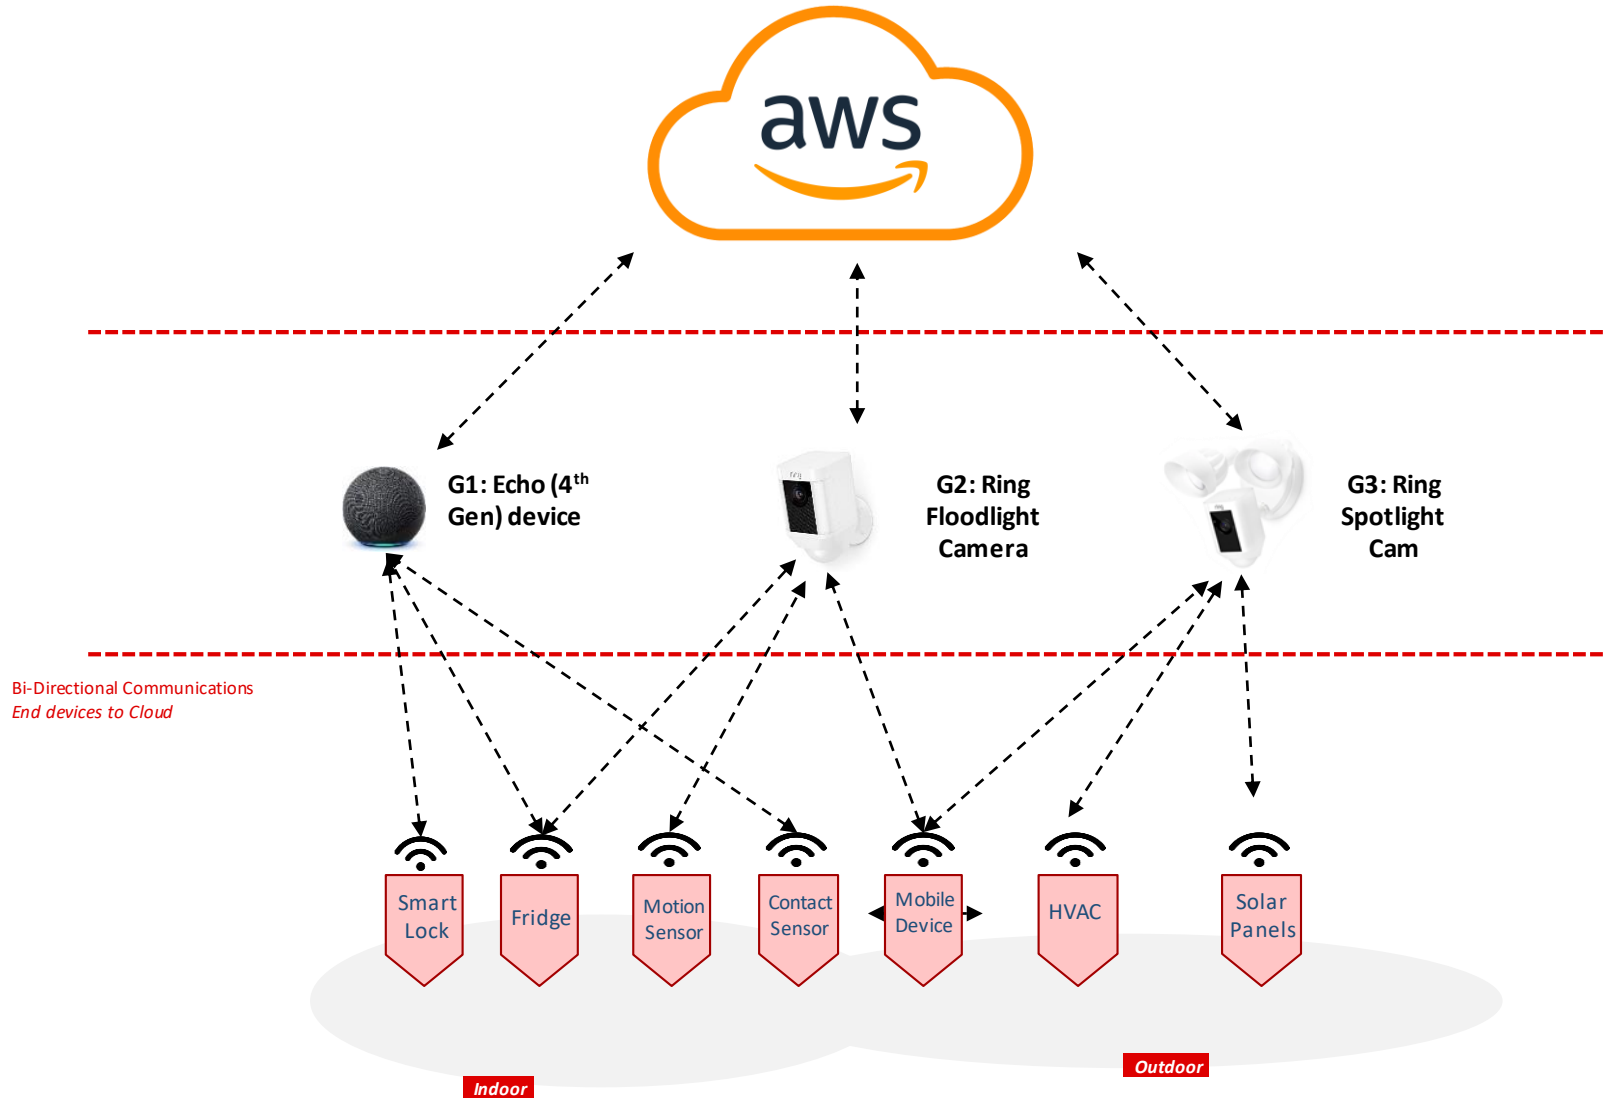 aws
G1: Echo (4th
Gen) device
G2: Ring
Floodlight
Camera
G3: Ring
Spotlight
Cam
Bi-Directional Communications
End devices to Cloud
Smart
Lock
Fridge
Motion
Sensor
Contact
Sensor
Mobile
Device
HVAC
Solar
Panels
Outdoor
Indoor